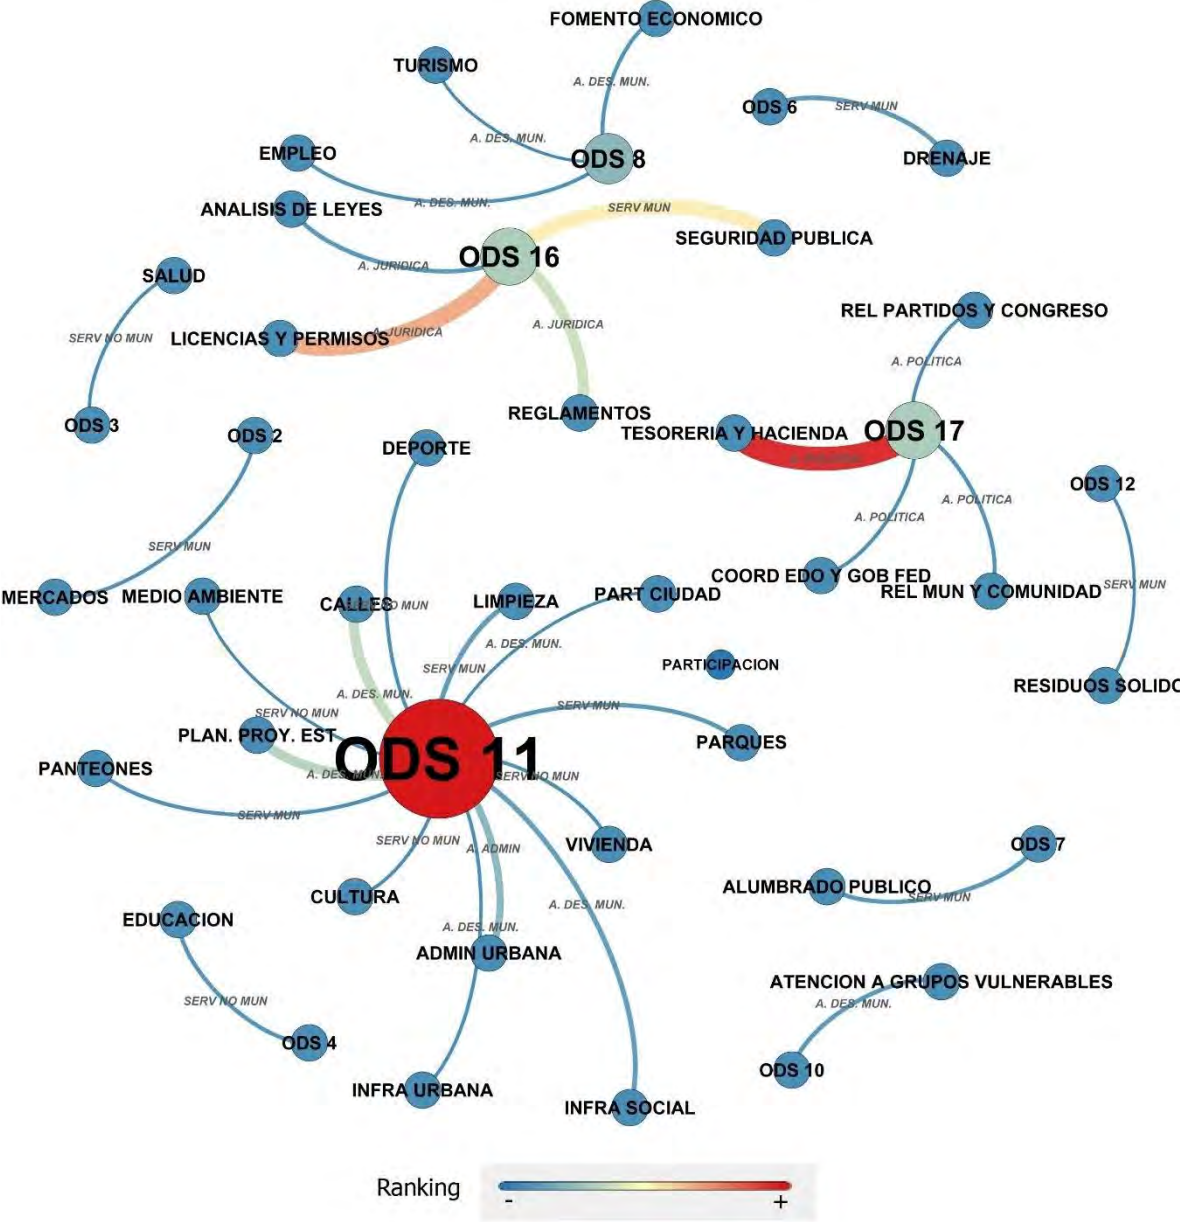 FOMENTO ECONOMICO
TURISMO
A. DES. MUN.
ODS 6
SERV MUN
A. DES. MUN.
EMPLEO
ODS 8
DRENAJE
A. DES. MUN.
ANALISIS DE LEYES
SERV MUN
SEGURIDAD PUBLICA
ODS 16
A. JURIDICA
SALUD
REL PARTIDOS Y CONGRESO
A. JURIDICA
SERV NO MUN
LICENCIAS Y PERMISOS
A. JURIDICA
A. POLITICA
REGLAMENTOS
ODS 3
ODS 2
TESORERIA Y HACIENDA
ODS 17
DEPORTE
ODS 12
A. POLITICA
A. POLITICA
SERV MUN
COORD EDO Y GOB FED
SERV MUN
REL MUN Y COMUNIDAD
MERCADOS
MEDIO AMBIENTE
CALLES
SERV NO MUN
LIMPIEZA
PART CIUDAD
A. DES. MUN.
PARTICIPACION
SERV MUN
RESIDUOS SOLIDO
A. DES. MUN.
SERV NO MUN
SERV MUN
PLAN. PROY. EST
PARQUES
ODS 11
PANTEONES
A. DES. MUN.
SERV NO MUN
SERV MUN
SERV NO MUN
A. ADMIN
VIVIENDA
ODS 7
ALUMBRADO PUBLICO
SERV MUN
CULTURA
A. DES. MUN.
EDUCACION
A. DES. MUN.
ADMIN URBANA
ATENCION A GRUPOS VULNERABLES
SERV NO MUN
A. DES. MUN.
ODS 4
ODS 10
INFRA URBANA
INFRA SOCIAL
Ranking
-
+